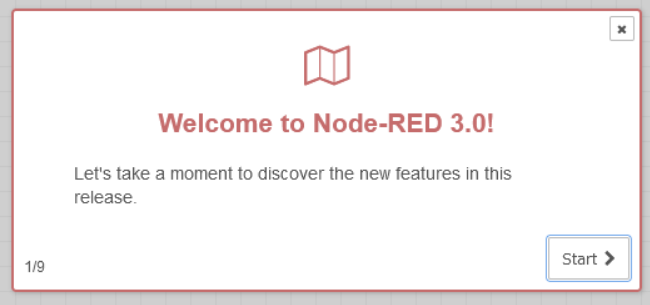 Welcome to Node-RED 3.0!
Let's take a moment to discover the new features in this
release.
1/9
Start